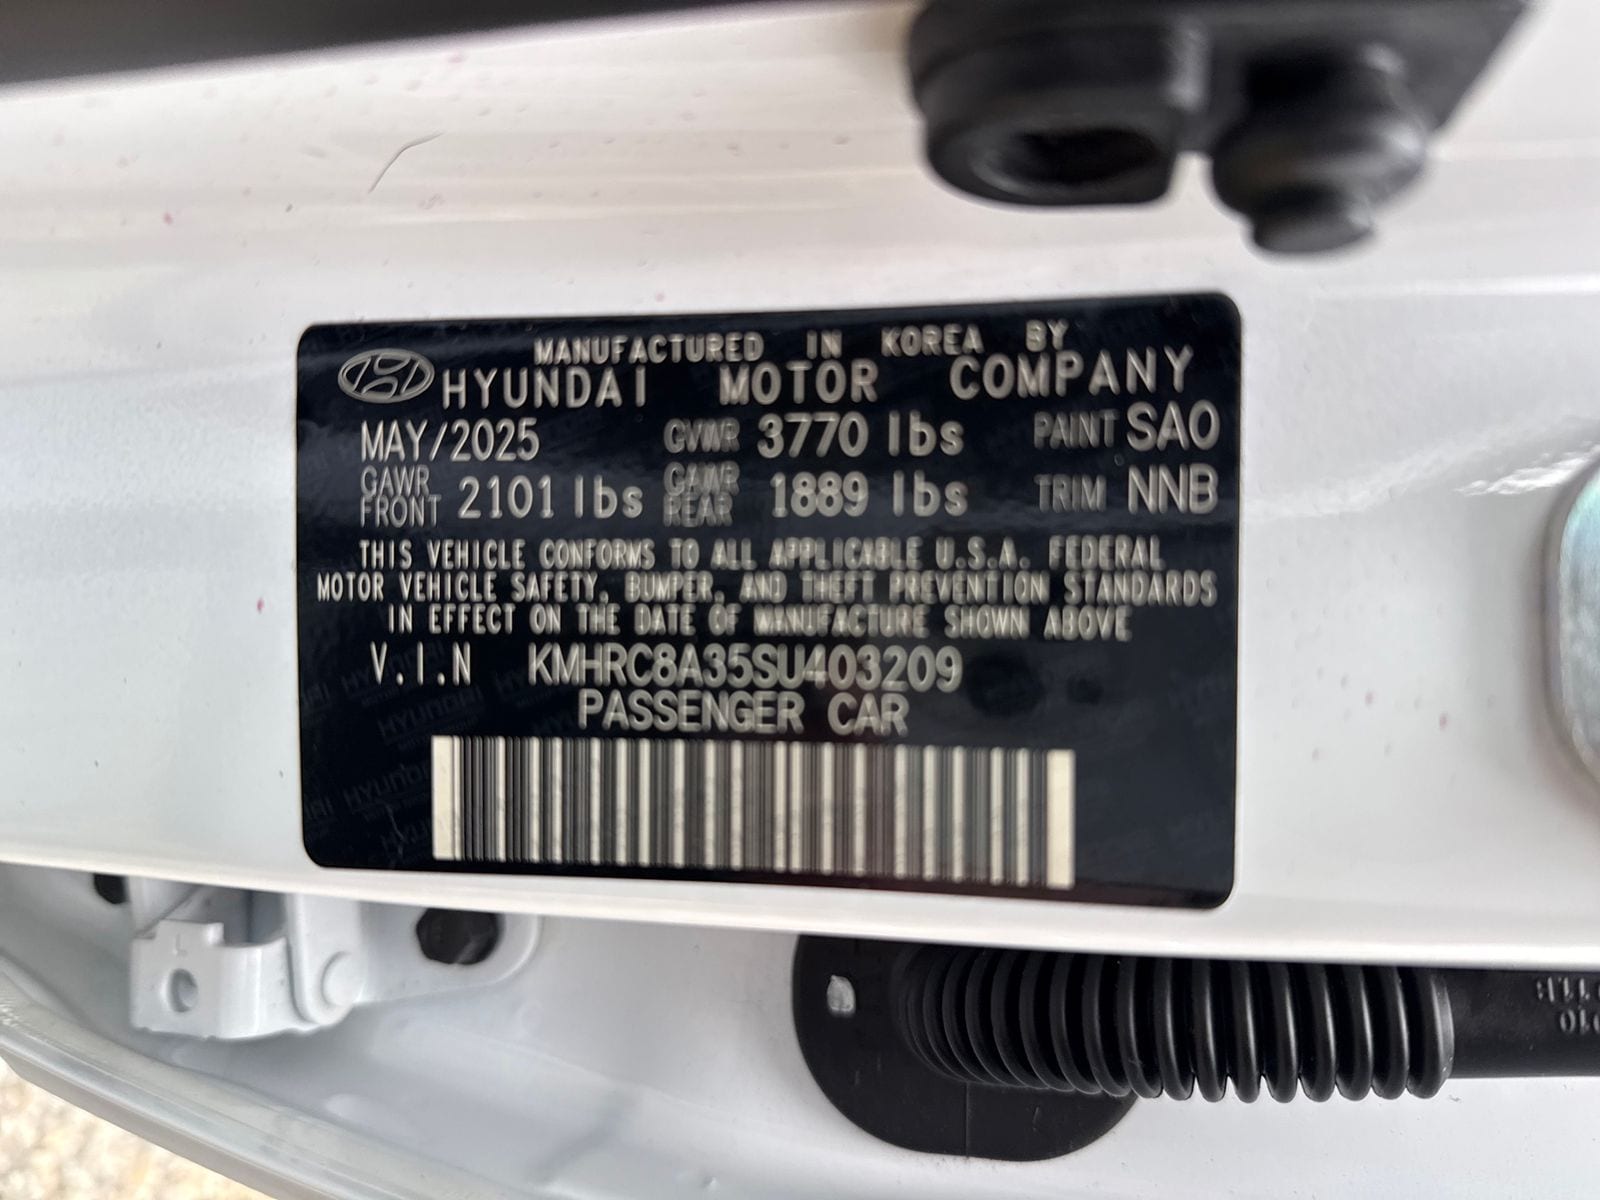 MANUFACTURED IN KOREA BY
HYUNDAI MOTOR COMPANY
MAY/2025 GVWR 3770 lbs PAINT SAO
GAWR FRONT 2101 lbs GAWR REAR 1889 lbs TRIM NNB
THIS VEHICLE CONFORMS TO ALL APPLICABLE U.S.A. FEDERAL
MOTOR VEHICLE SAFETY, BUMPER, AND THEFT PREVENTION STANDARDS
IN EFFECT ON THE DATE OF MANUFACTURE SHOWN ABOVE
V.I.N KMHRC8A35SU403209
PASSENGER CAR